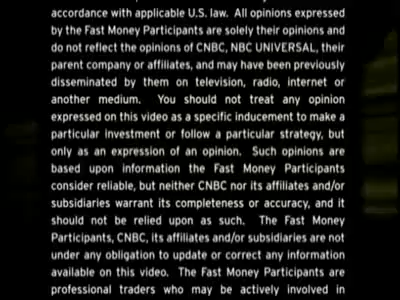 accordance with applicable U.S. law. All opinions expressed
by the Fast Money Participants are solely their opinions and
do not reflect the opinions of CNBC, NBC UNIVERSAL, their
parent company or affiliates, and may have been previously
disseminated by them on television, radio, internet or
another medium. You should not treat any opinion
expressed on this video as a specific inducement to make a
particular investment or follow a particular strategy, but
only as an expression of an opinion. Such opinions are
based upon information the Fast Money Participants
consider reliable, but neither CNBC nor its affiliates and/or
subsidiaries warrant its completeness or accuracy, and it
should not be relied upon as such. The Fast Money
Participants, CNBC, its affiliates and/or subsidiaries are not
under any obligation to update or correct any information
available on this video. The Fast Money Participants are
professional traders who may be actively involved in